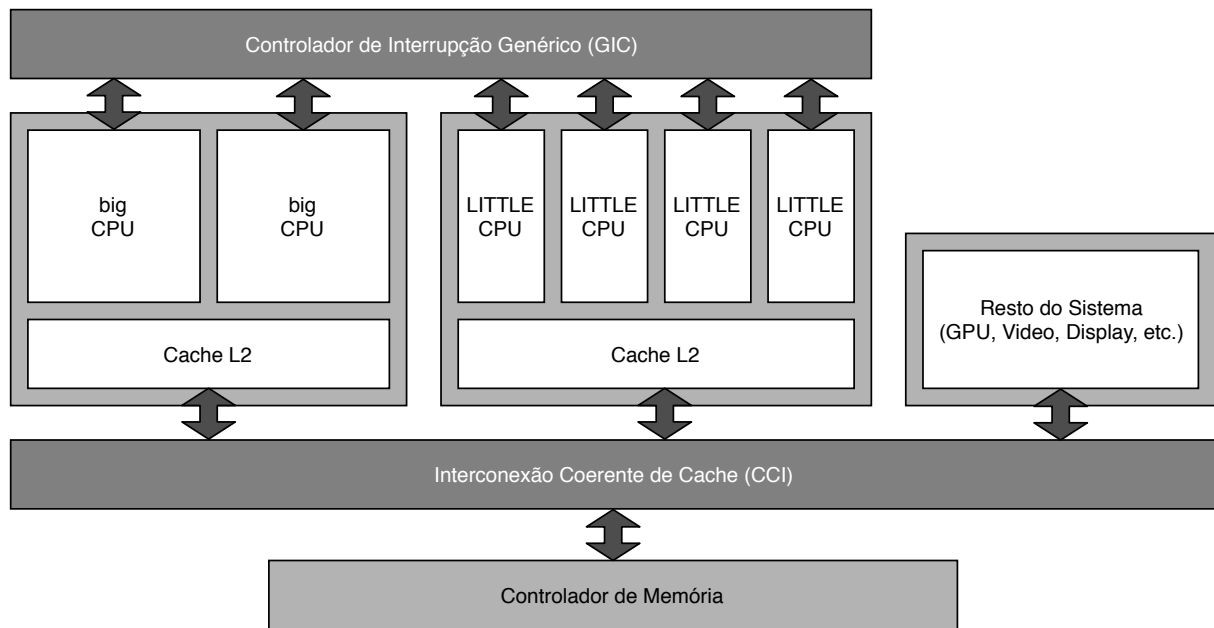 Controlador de Interrupção Genérico (GIC)
big
CPU
big
CPU
LITTLE
CPU
LITTLE
CPU
LITTLE
CPU
LITTLE
CPU
Cache L2
Cache L2
Resto do Sistema
(GPU, Video, Display, etc.)
Interconexão Coerente de Cache (CCI)
Controlador de Memória